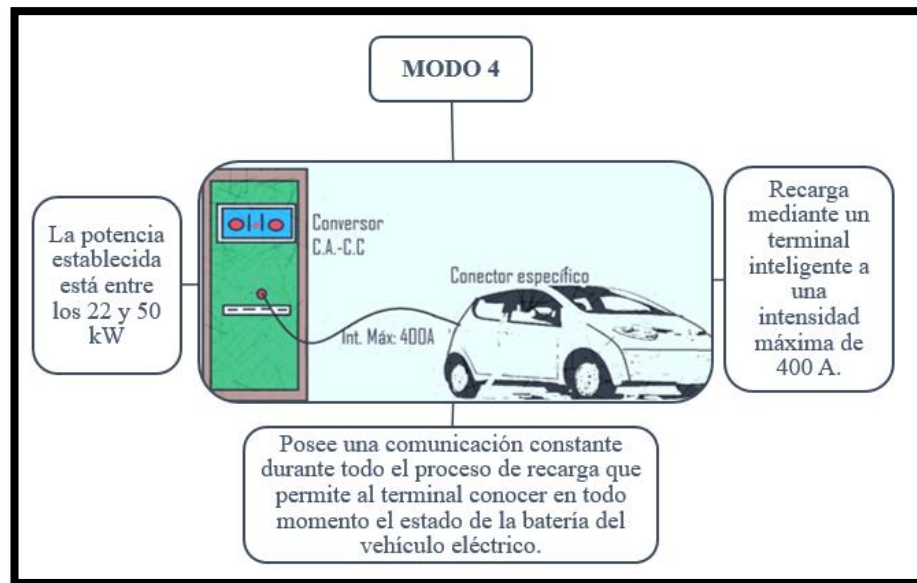 MODO 4
La potencia
establecida
está entre
los 22 y 50
kW
Conversor
C.A.-C.C
Conector específico
Int. Máx: 400A
Recarga
mediante un
terminal
inteligente a
una
intensidad
máxima de
400 A.
Posee una comunicación constante
durante todo el proceso de recarga que
permite al terminal conocer en todo
momento el estado de la batería del
vehículo eléctrico.